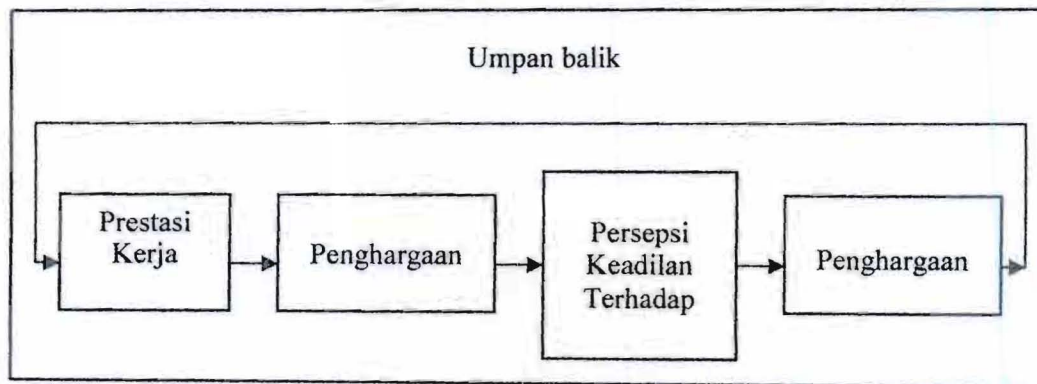 Umpan balik
Prestasi
Kerja
Penghargaan
Persepsi
Keadilan
Terhadap
Penghargaan